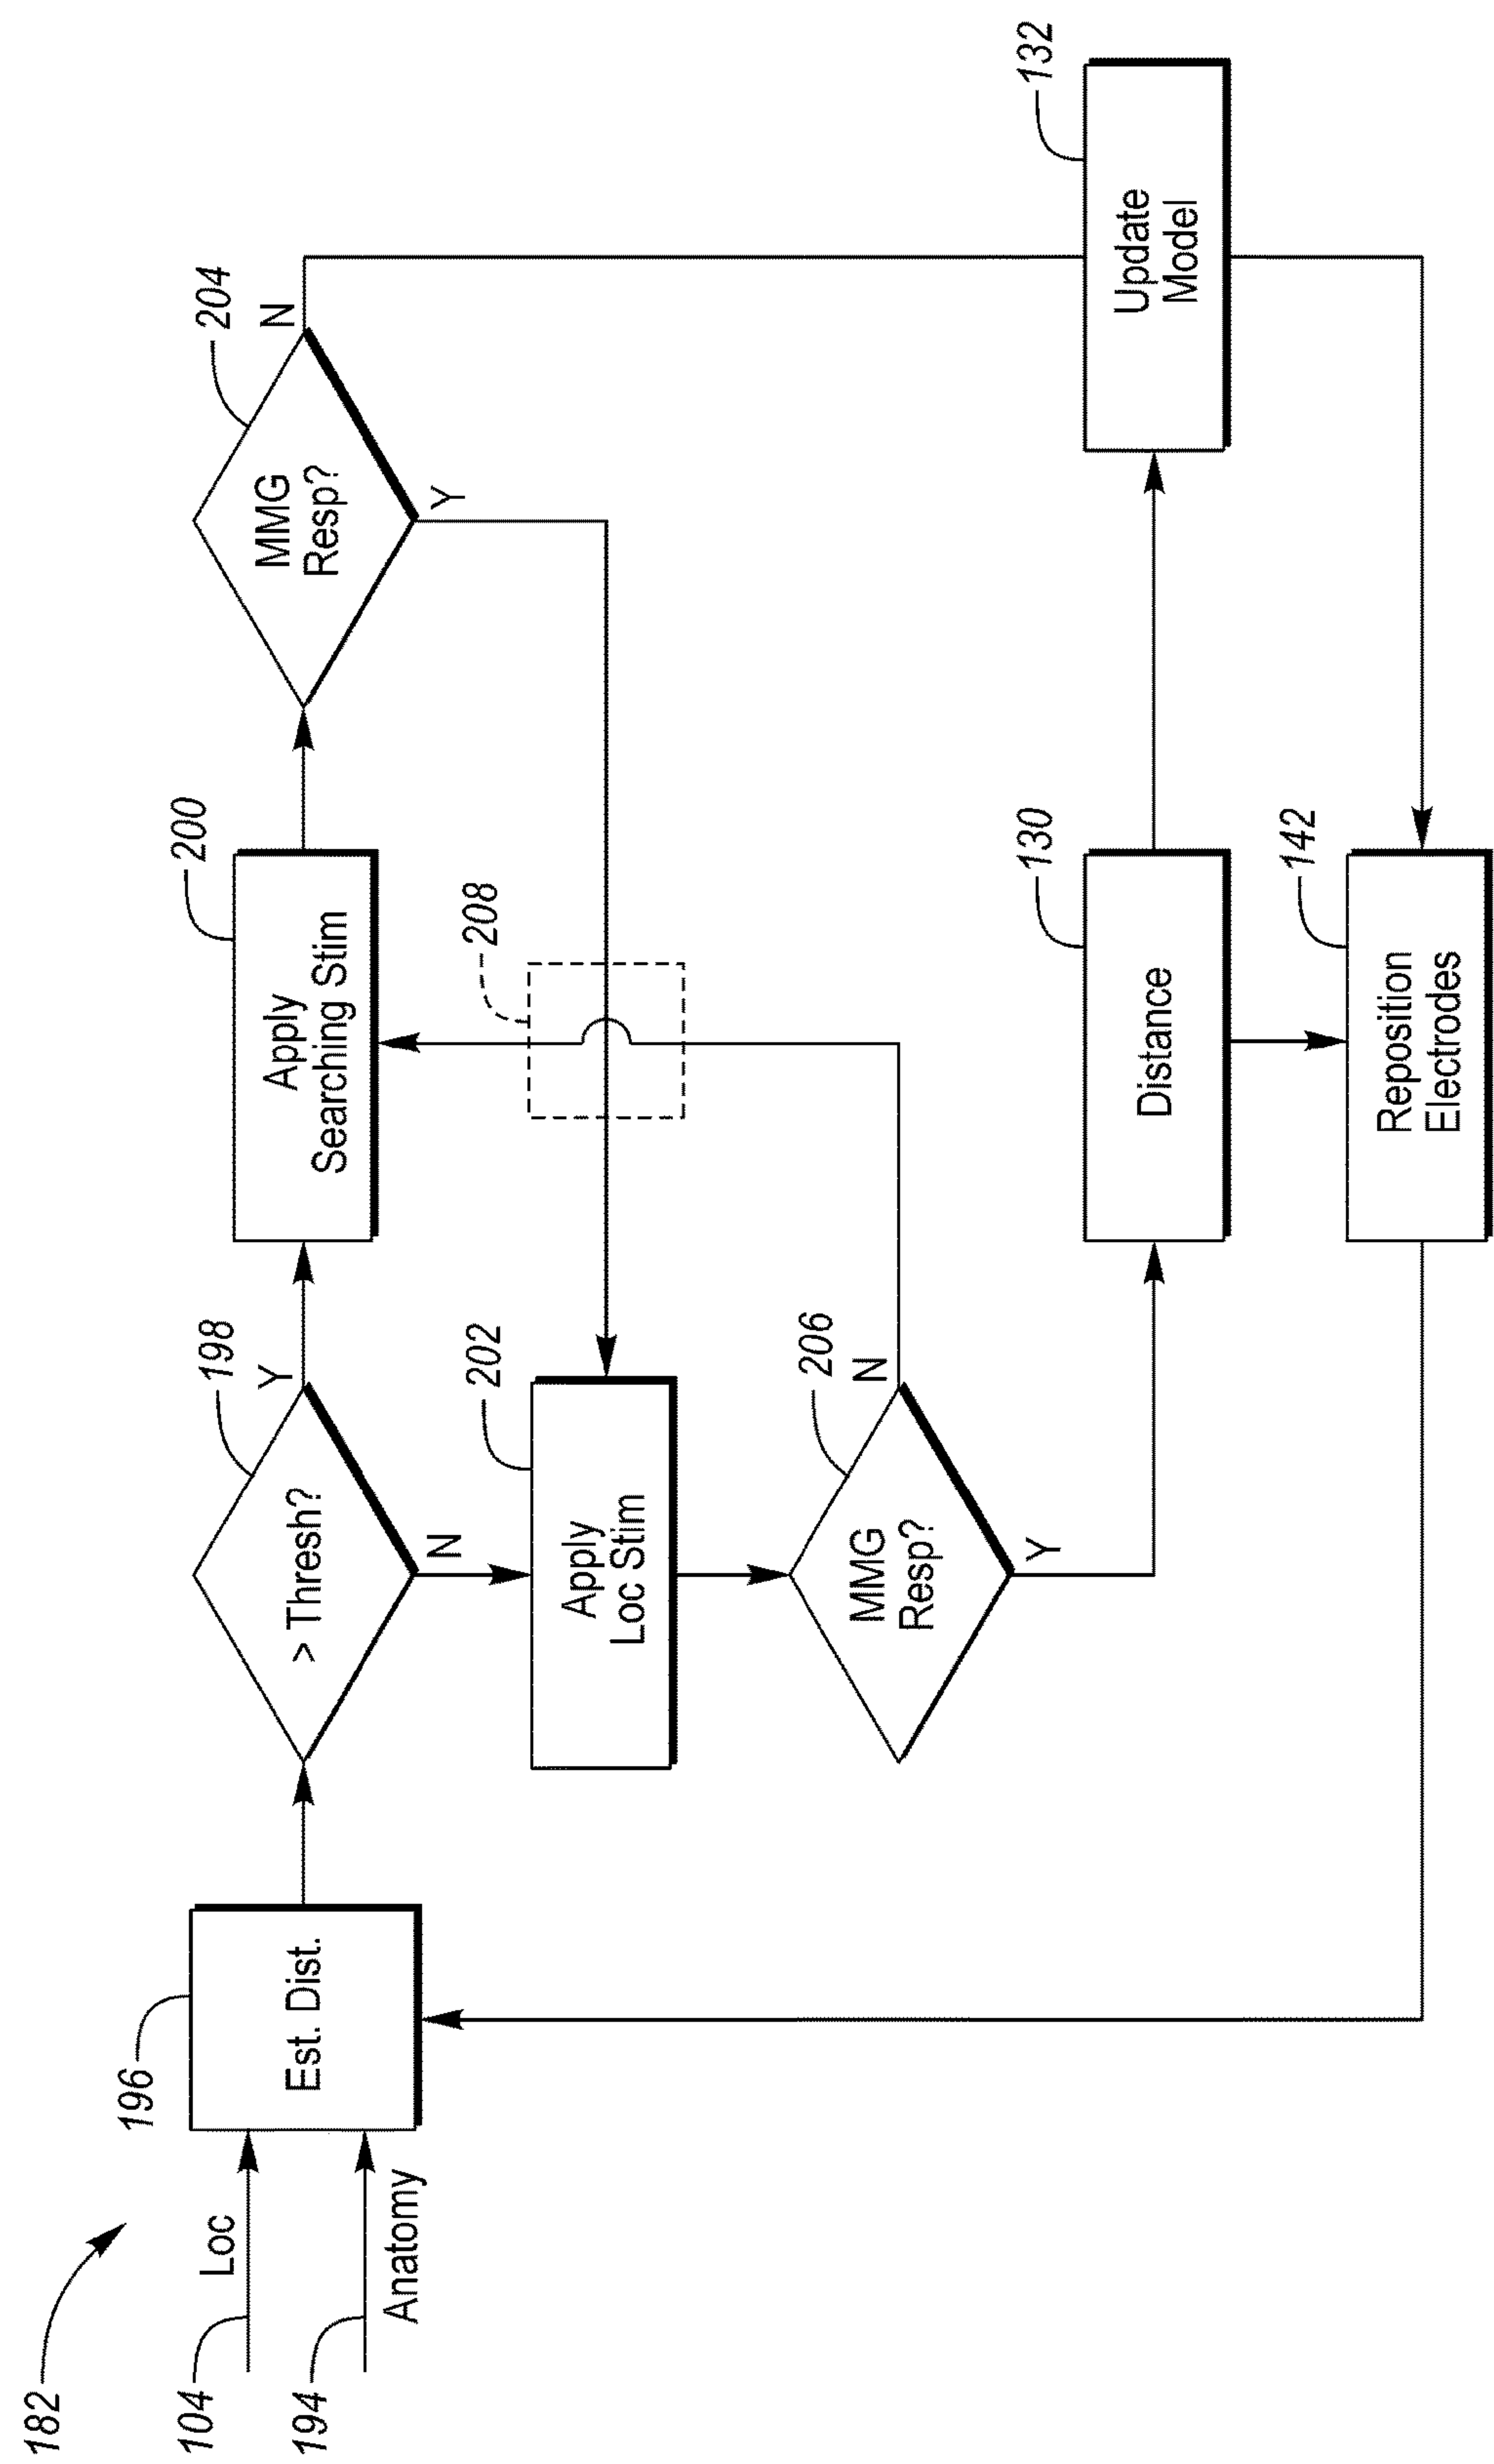 182
104
Loc
194
Anatomy
196
Est. Dist.
198
> Thresh?
Y
N
200
Apply
Searching Stim
204
MMG
Resp?
N
Y
202
Apply
Loc Stim
208
206
MMG
Resp?
N
Y
130
Distance
132
Update
Model
142
Reposition
Electrodes